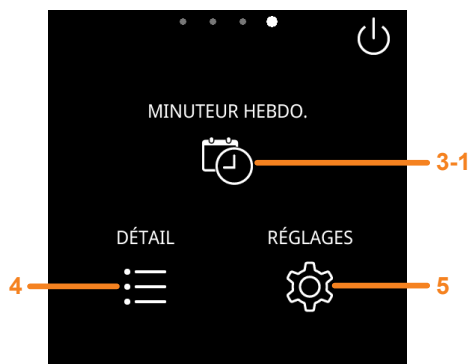 MINUTEUR HEBDO.
3-1
DÉTAIL
RÉGLAGES
4
5